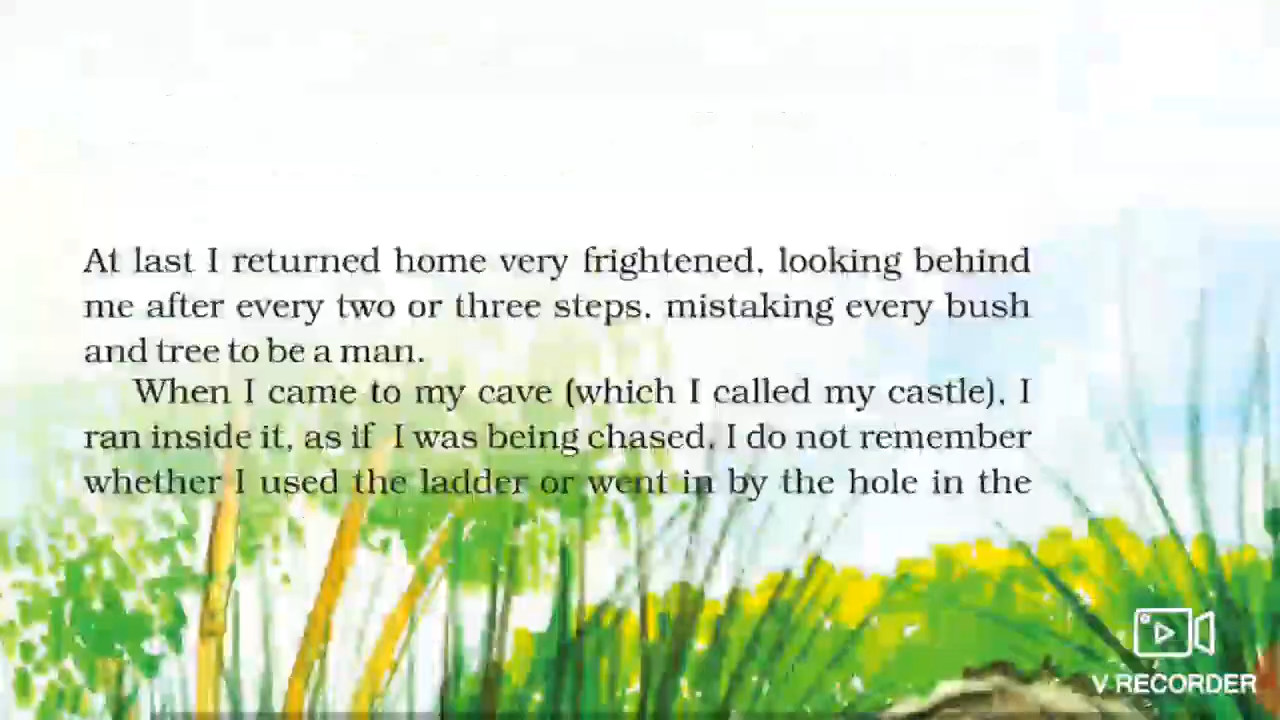 At last I returned home very frightened, looking behind
me after every two or three steps, mistaking every bush
and tree to be a man.
When I came to my cave (which I called my castle), I
ran inside it, as if I was being chased. I do not remember
whether I used the ladder or went in by the hole in the
V RECORDER